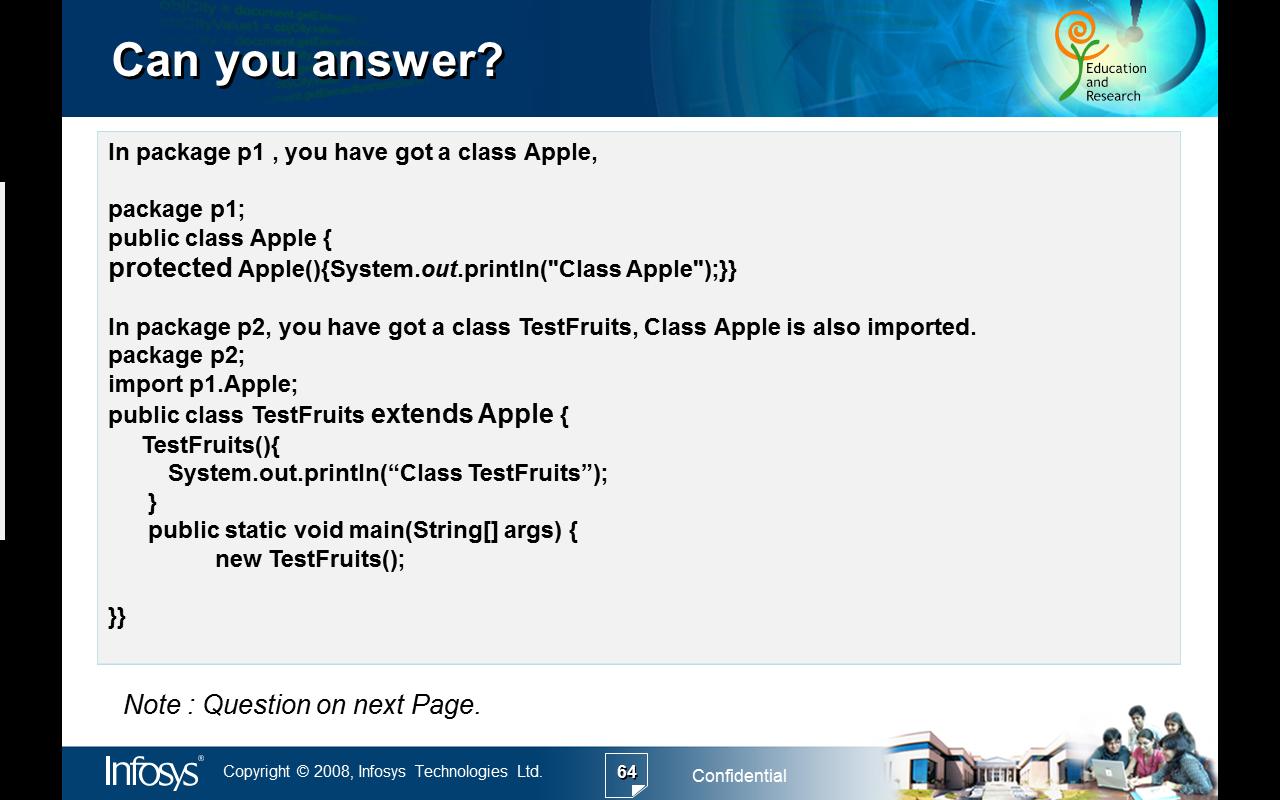 Can you answer?
Education
and
Research
In package p1 , you have got a class Apple,
package p1;
public class Apple {
protected Apple(){System.out.println("Class Apple");}}
In package p2, you have got a class TestFruits, Class Apple is also imported.
package p2;
import p1.Apple;
public class TestFruits extends Apple {
TestFruits(){
System.out.println(“Class TestFruits”);
}
public static void main(String[] args) {
new TestFruits();
}}
Note : Question on next Page.
Infosys® Copyright © 2008, Infosys Technologies Ltd. 64 Confidential